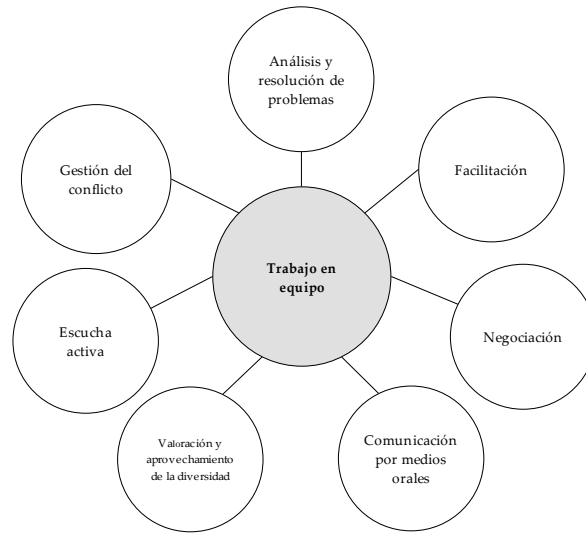 Análisis y
resolución de
problemas
Facilitación
Gestión del
conflicto
Trabajo en
equipo
Negociación
Escucha
activa
Comunicación
por medios
orales
Valoración y
aprovechamiento
de la diversidad